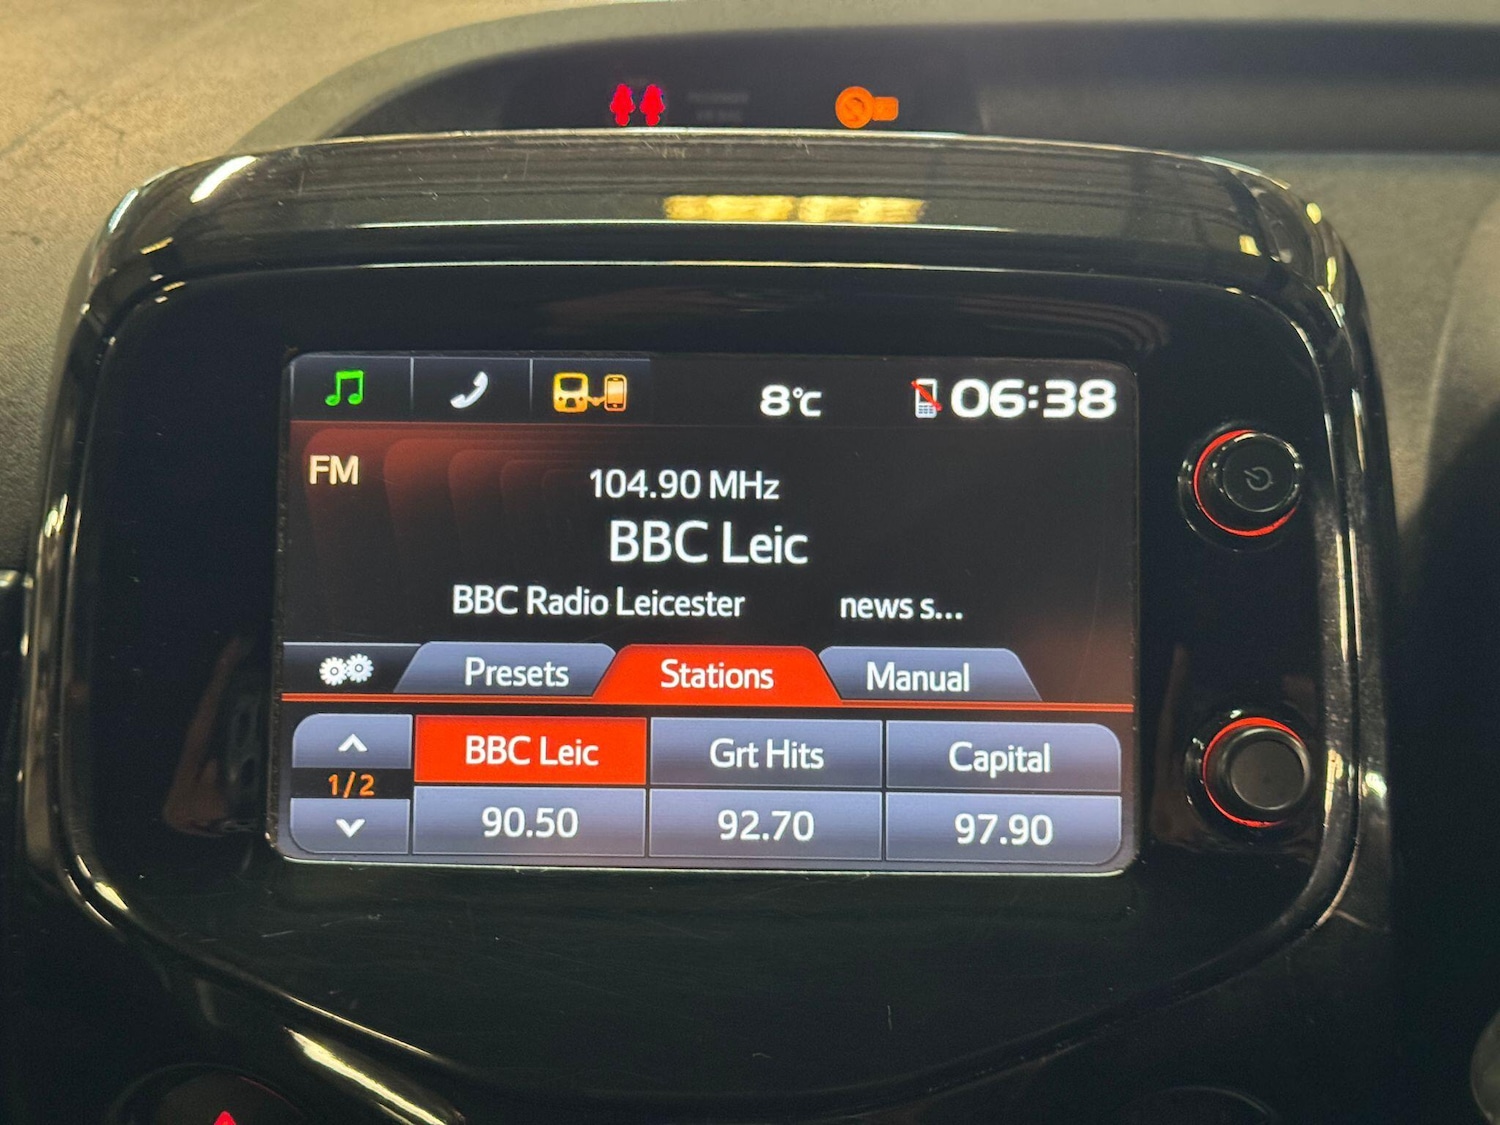 8°C 06:38
FM
104.90 MHz
BBC Leic
BBC Radio Leicester news s...
Presets Stations Manual
BBC Leic Grt Hits Capital
1/2
90.50 92.70 97.90